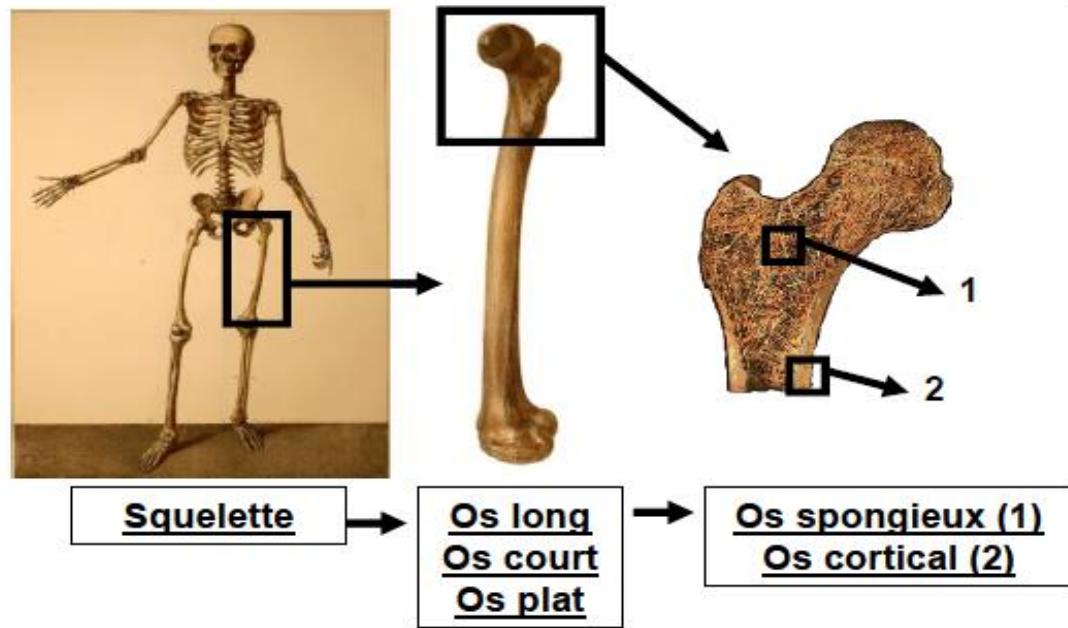 1
2
Squelette
Os long
Os court
Os plat
Os spongieux (1)
Os cortical (2)